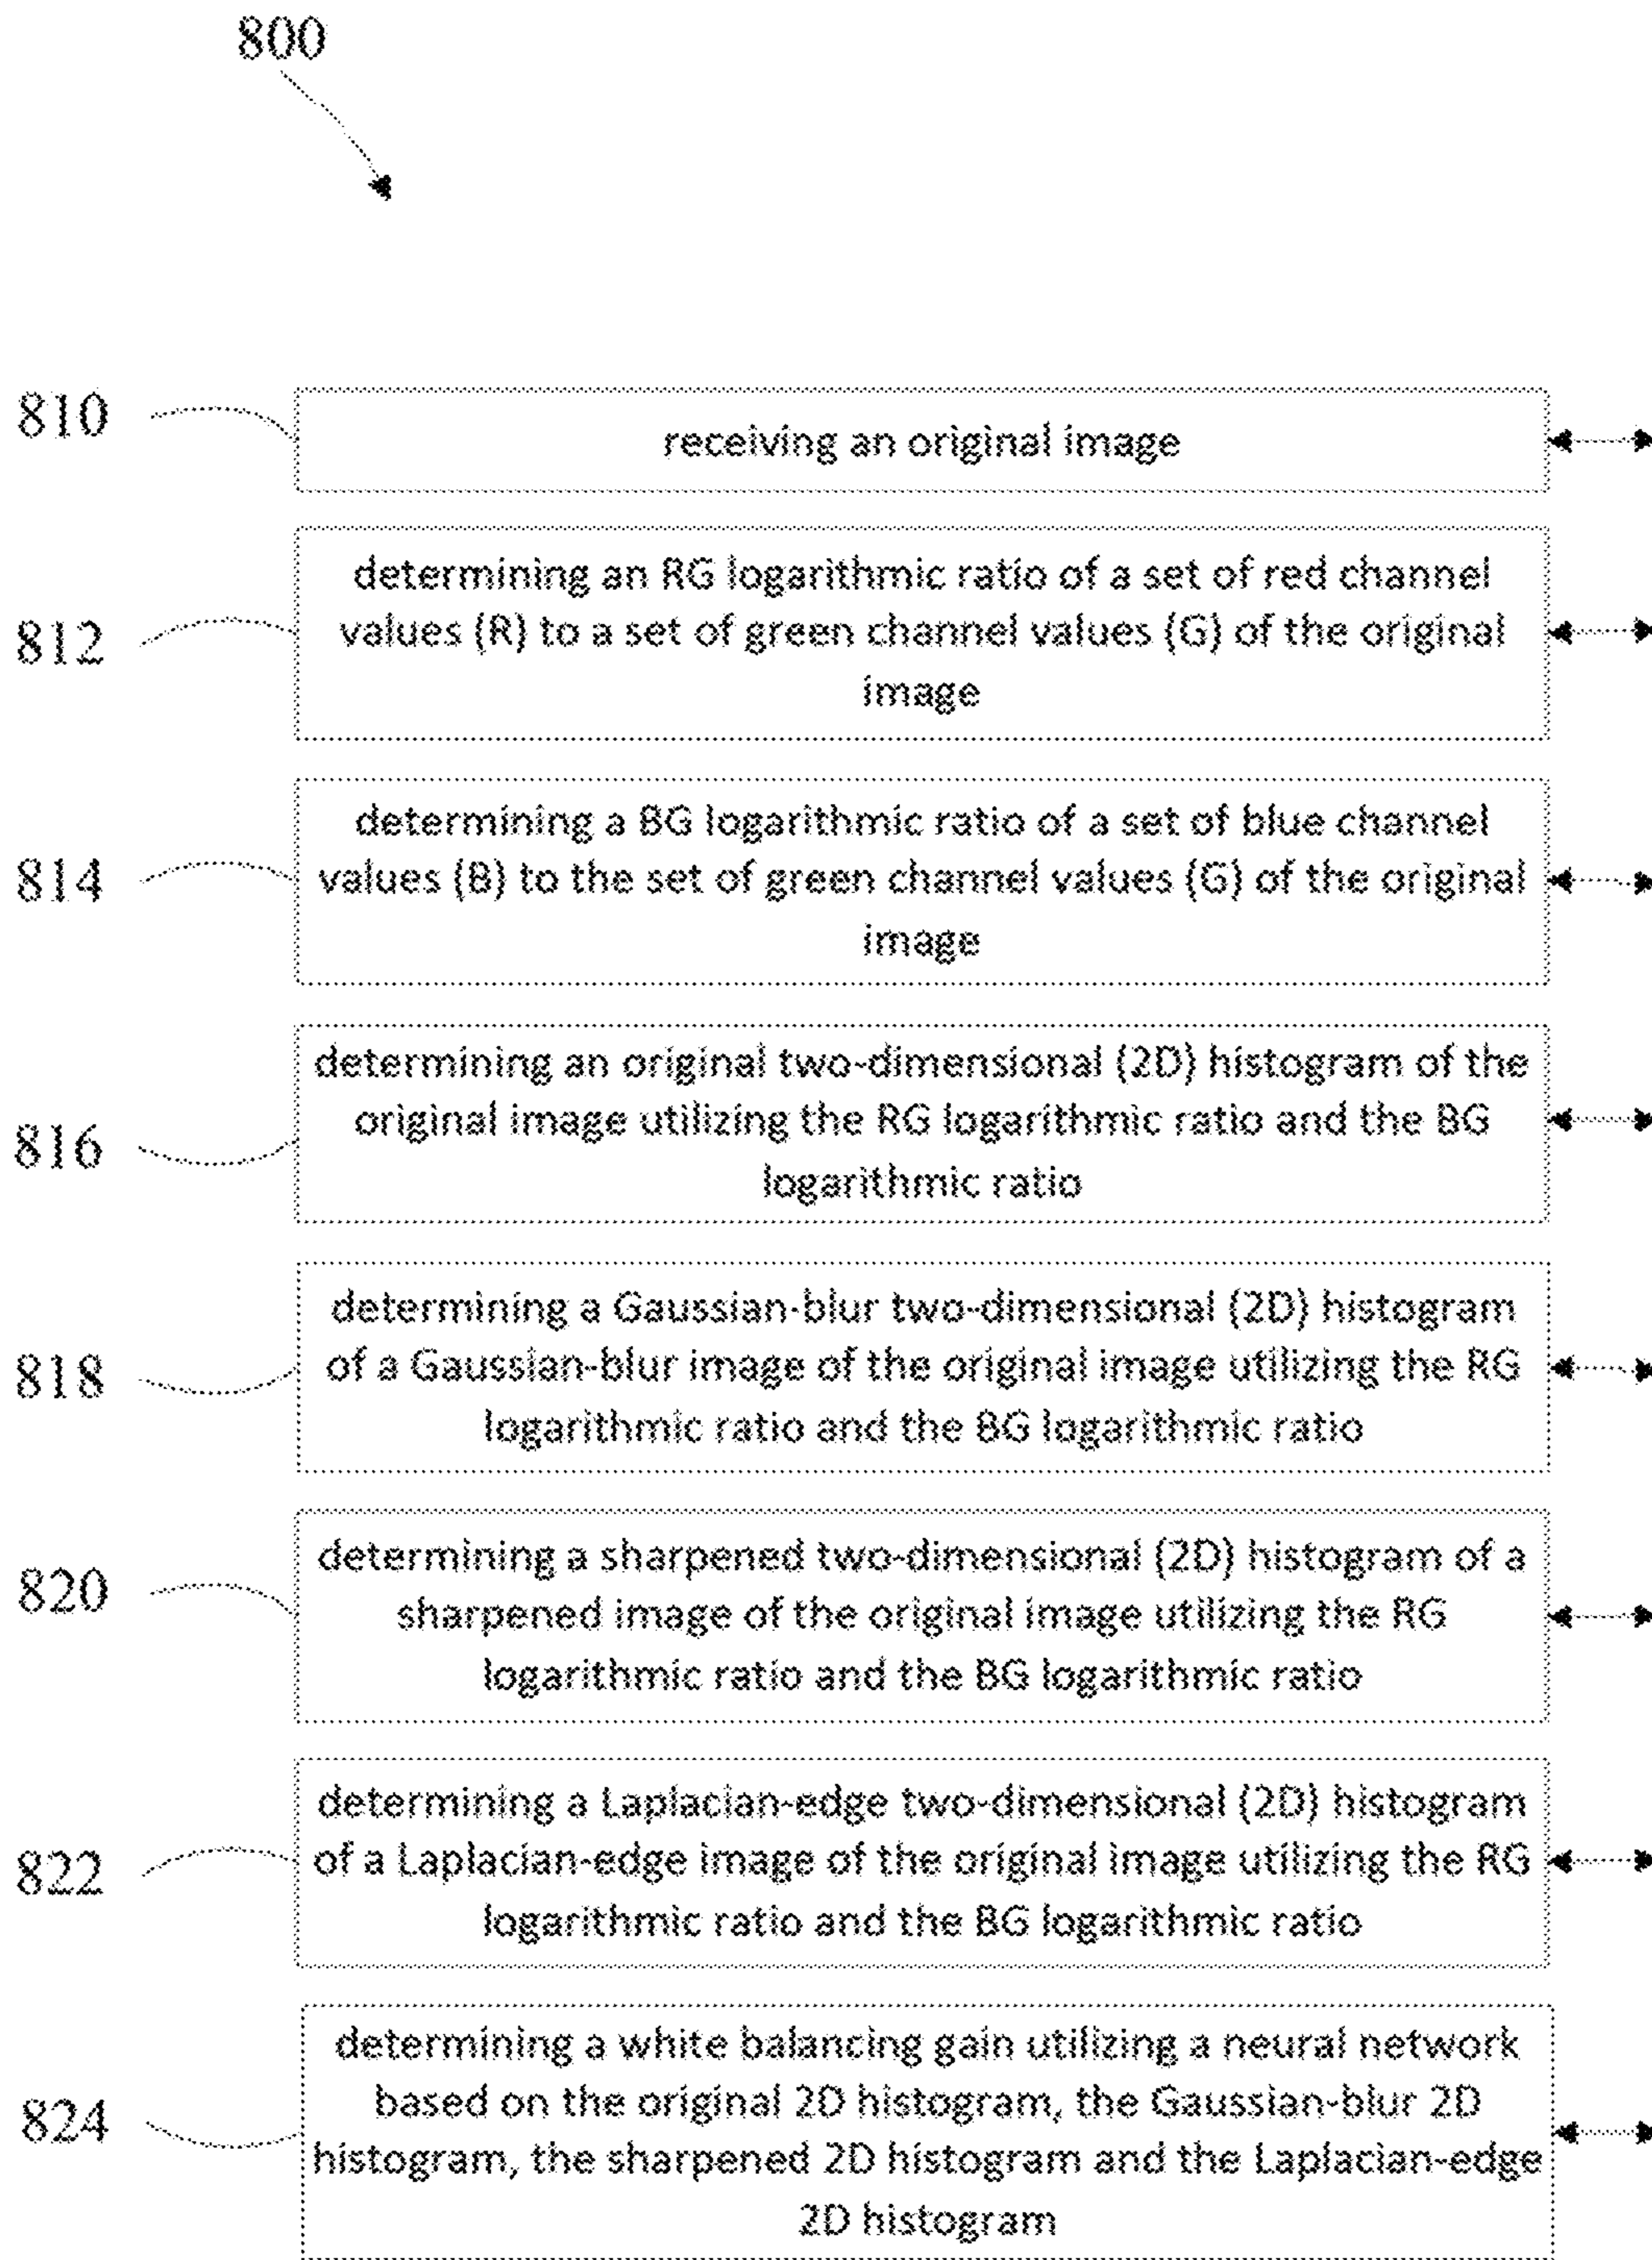 800
810
receiving an original image
812
determining an RG logarithmic ratio of a set of red channel
values (R) to a set of green channel values (G) of the original
image
814
determining a BG logarithmic ratio of a set of blue channel
values (B) to the set of green channel values (G) of the original
image
816
determining an original two-dimensional (2D) histogram of the
original image utilizing the RG logarithmic ratio and the BG
logarithmic ratio
818
determining a Gaussian-blur two-dimensional (2D) histogram
of a Gaussian-blur image of the original image utilizing the RG
logarithmic ratio and the BG logarithmic ratio
820
determining a sharpened two-dimensional (2D) histogram of a
sharpened image of the original image utilizing the RG
logarithmic ratio and the BG logarithmic ratio
822
determining a Laplacian-edge two-dimensional (2D) histogram
of a Laplacian-edge image of the original image utilizing the RG
logarithmic ratio and the BG logarithmic ratio
824
determining a white balancing gain utilizing a neural network
based on the original 2D histogram, the Gaussian-blur 2D
histogram, the sharpened 2D histogram and the Laplacian-edge
2D histogram